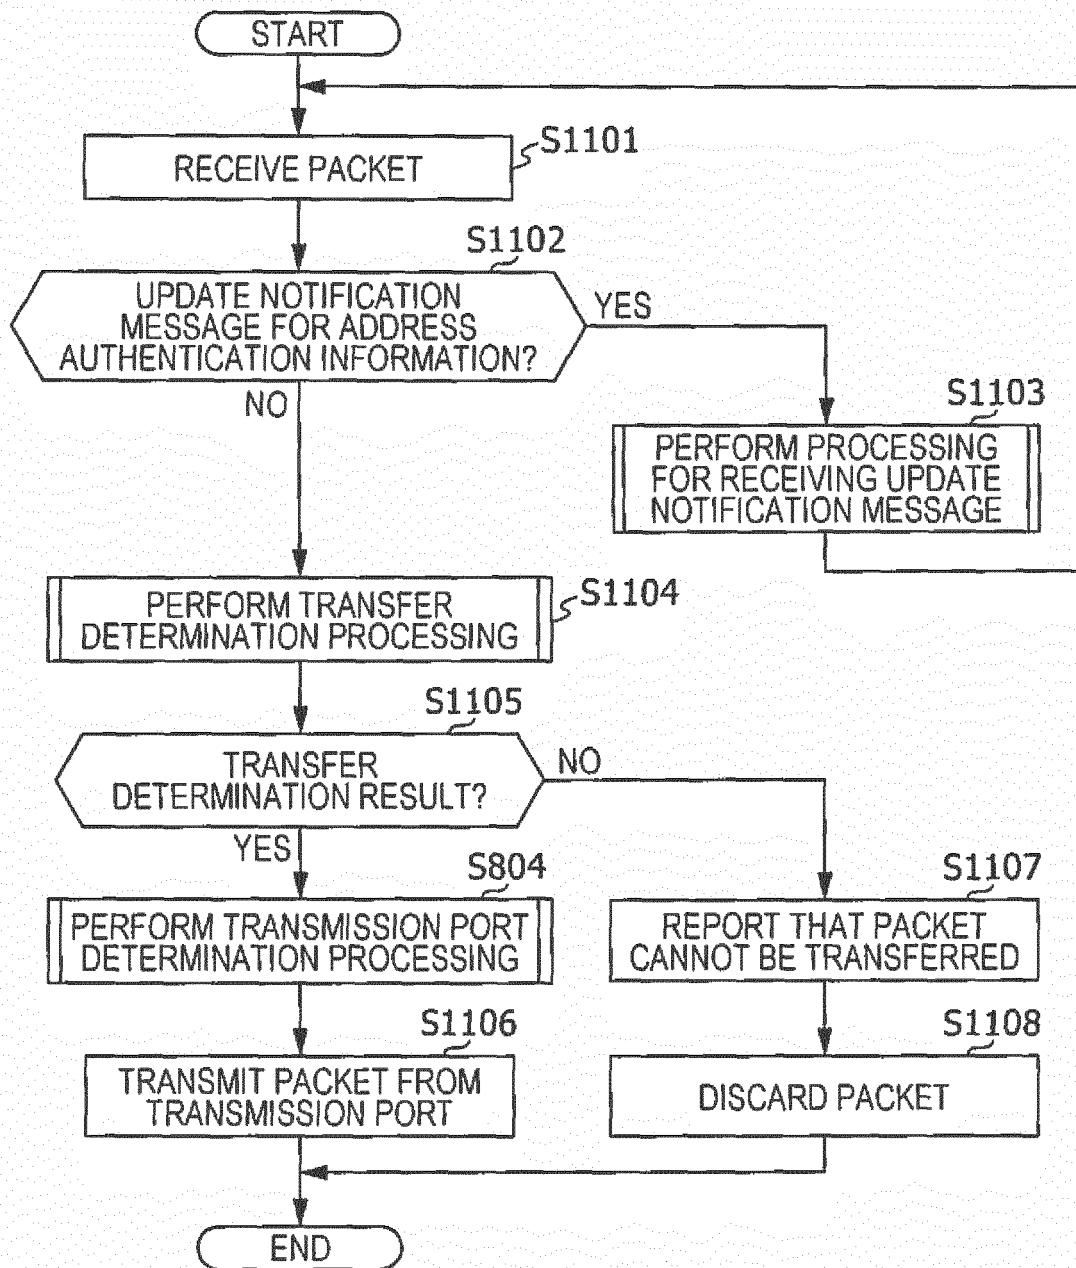 START
S1101
RECEIVE PACKET
S1102
UPDATE NOTIFICATION
MESSAGE FOR ADDRESS
AUTHENTICATION INFORMATION?
YES
NO
S1103
PERFORM PROCESSING
FOR RECEIVING UPDATE
NOTIFICATION MESSAGE
S1104
PERFORM TRANSFER
DETERMINATION PROCESSING
S1105
TRANSFER
DETERMINATION RESULT?
NO
YES
S804
PERFORM TRANSMISSION PORT
DETERMINATION PROCESSING
S1107
REPORT THAT PACKET
CANNOT BE TRANSFERRED
S1106
TRANSMIT PACKET FROM
TRANSMISSION PORT
S1108
DISCARD PACKET
END